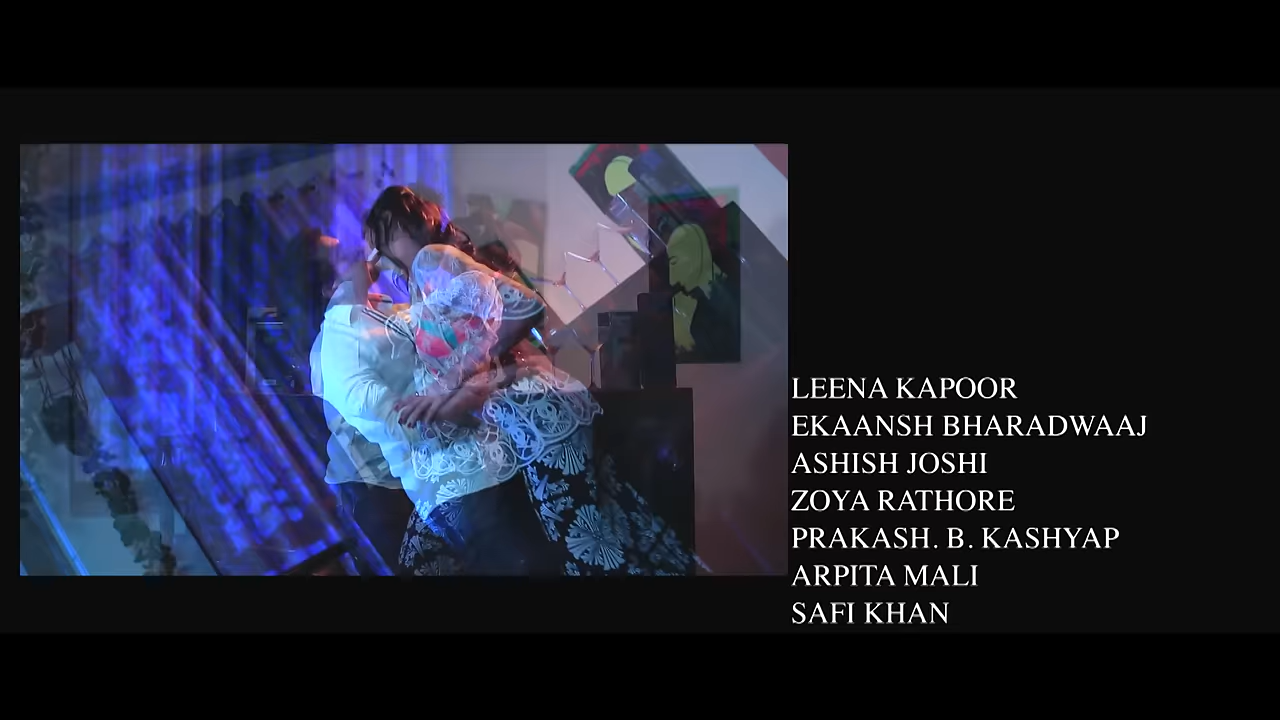 LEENA KAPOOR
EKAANSH BHARADWAAJ
ASHISH JOSHI
ZOYA RATHORE
PRAKASH. B. KASHYAP
ARPITA MALI
SAFI KHAN